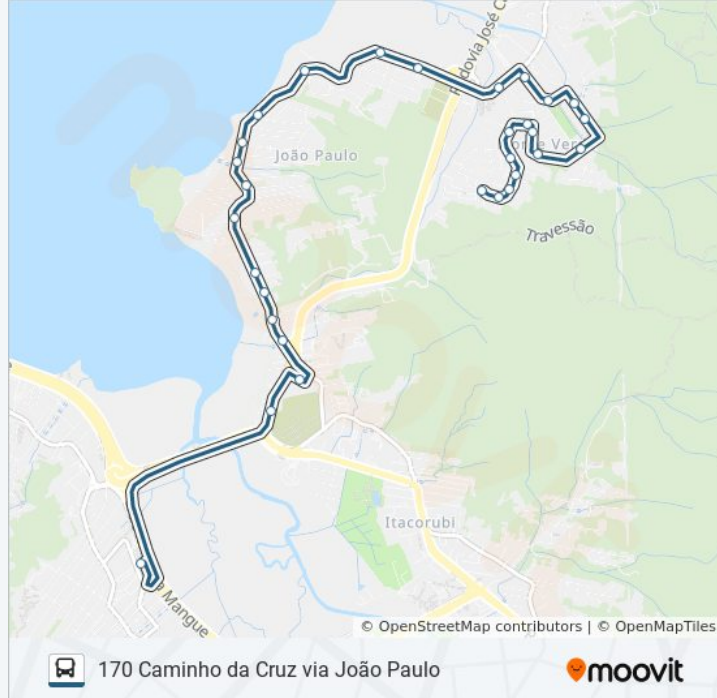 Rodovia José C
João Paulo
Monte Ver
Travessão
Itacorubi
a Mangue
© OpenStreetMap contributors | © OpenMapTiles
170 Caminho da Cruz via João Paulo
moovit